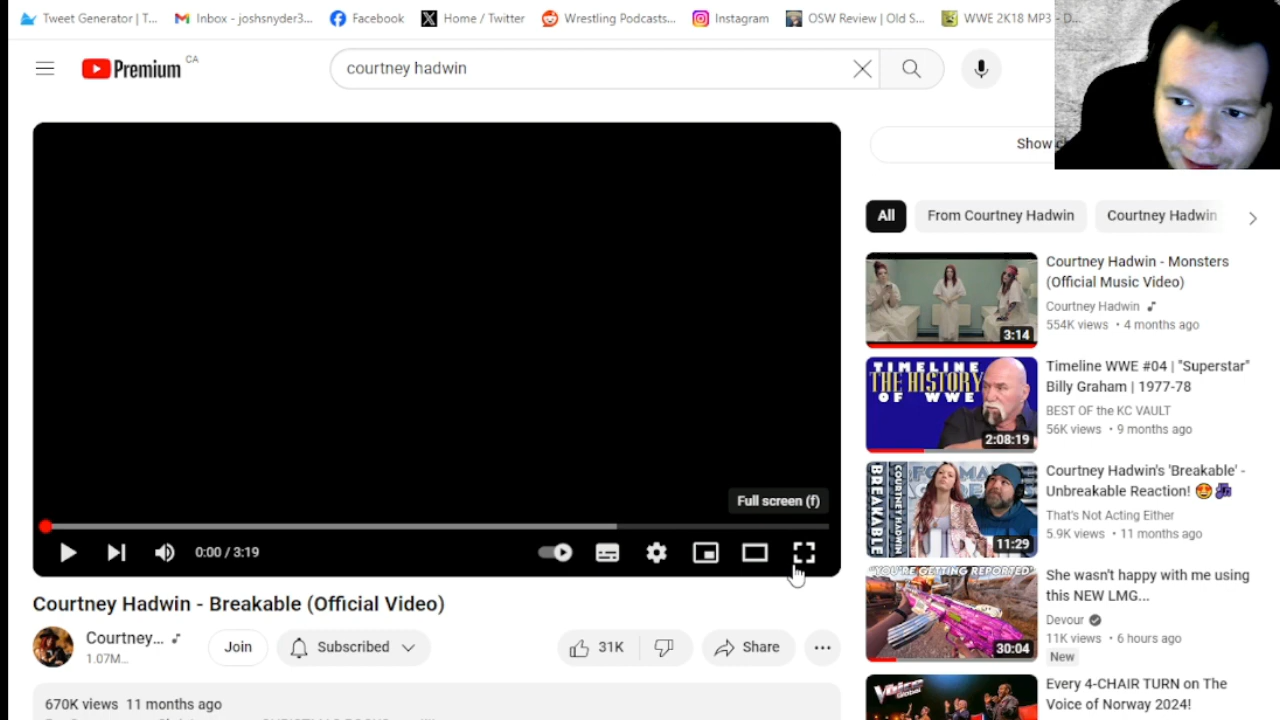 Tweet Generator | T...
Inbox - joshsnyder3...
Facebook
Home / Twitter
Wrestling Podcasts...
Instagram
OSW Review | Old S...
WWE 2K18 MP3 - D...
Premium CA
courtney hadwin
Show
All
From Courtney Hadwin
Courtney Hadwin
Courtney Hadwin - Monsters
(Official Music Video)
Courtney Hadwin
554K views • 4 months ago
3:14
TIMELINE
THE HISTORY
OF WWE
2:08:19
Timeline WWE #04 | "Superstar"
Billy Graham | 1977-78
BEST OF the KC VAULT
56K views • 9 months ago
BREAKABLE
COURTNEY HADWIN
11:29
Courtney Hadwin's 'Breakable' -
Unbreakable Reaction! 😍🎶
That's Not Acting Either
5.9K views • 11 months ago
"YOU'RE GETTING REPORTED"
30:04
She wasn't happy with me using
this NEW LMG...
Devour
11K views • 6 hours ago
New
Voice
Global
Every 4-CHAIR TURN on The
Voice of Norway 2024!
Full screen (f)
0:00 / 3:19
Courtney Hadwin - Breakable (Official Video)
Courtney...
1.07M...
Join
Subscribed
31K
Share
670K views 11 months ago